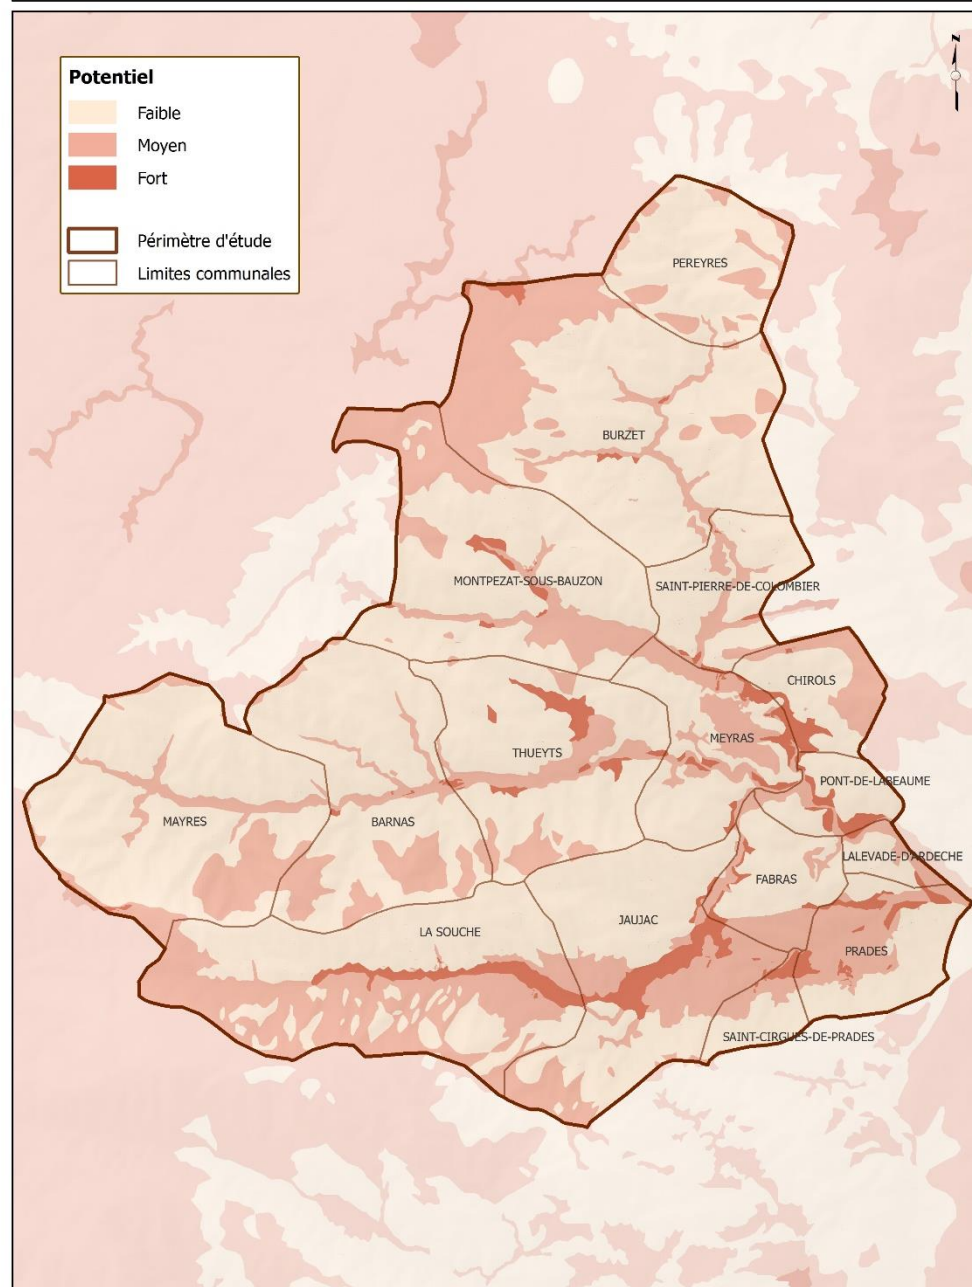 Potentiel
Faible
Moyen
Fort
Périmètre d'étude
Limites communales
N
PEREYRES
BURZET
MONTPEZAT-SOUS-BAUZON
SAINT-PIERRE-DE-COLOMBIER
CHIROLS
MEYRAS
THUEYTS
PONT-DE-LABEAUME
MAYRES
BARNAS
LALEVADE-D'ARDECHE
FABRAS
JAUJAC
LA SOUCHE
PRADES
SAINT-CIRGUES-DE-PRADES